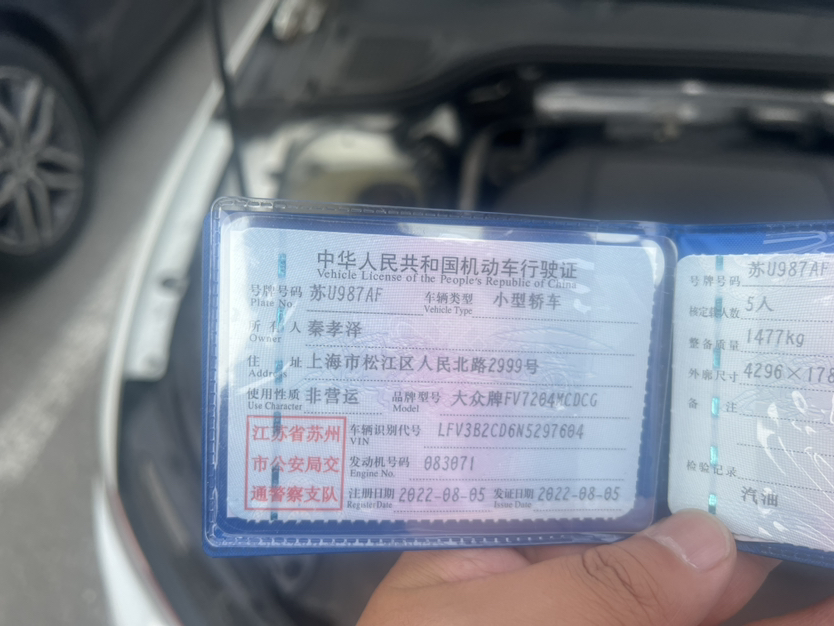 中华人民共和国机动车行驶证
Vehicle License of the People's Republic of China
号牌号码 苏U987AF 车辆类型 小型轿车
Plate No. Vehicle Type
所有人 秦孝泽
Owner
住址 上海市松江区人民北路2999号
Address
使用性质 非营运 品牌型号 大众牌FV7204MCDCG
Use Character Model
江苏省苏州
市公安局交
通警察支队
车辆识别代号 LFV3B2CD6N5297604
VIN
发动机号码 083071
Engine No.
注册日期 2022-08-05 发证日期 2022-08-05
Register Date Issue Date
号牌号码 苏U987AF
核定载人数 5人
整备质量 1477kg
外廓尺寸 4296×178
备注
检验记录
汽油